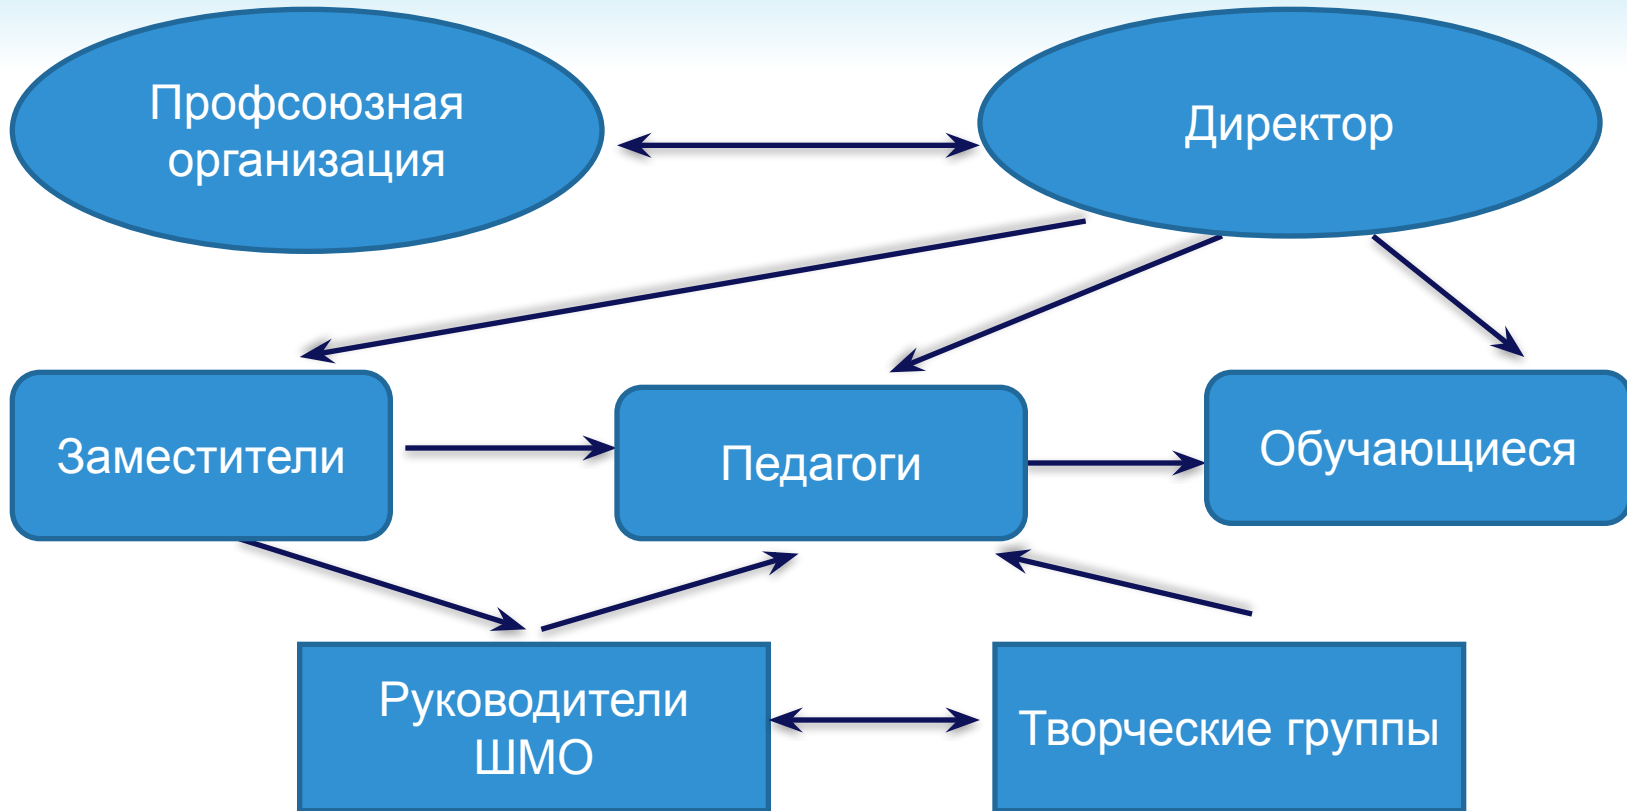 Профсоюзная
организация
Директор
Заместители
Педагоги
Обучающиеся
Руководители
ШМО
Творческие группы